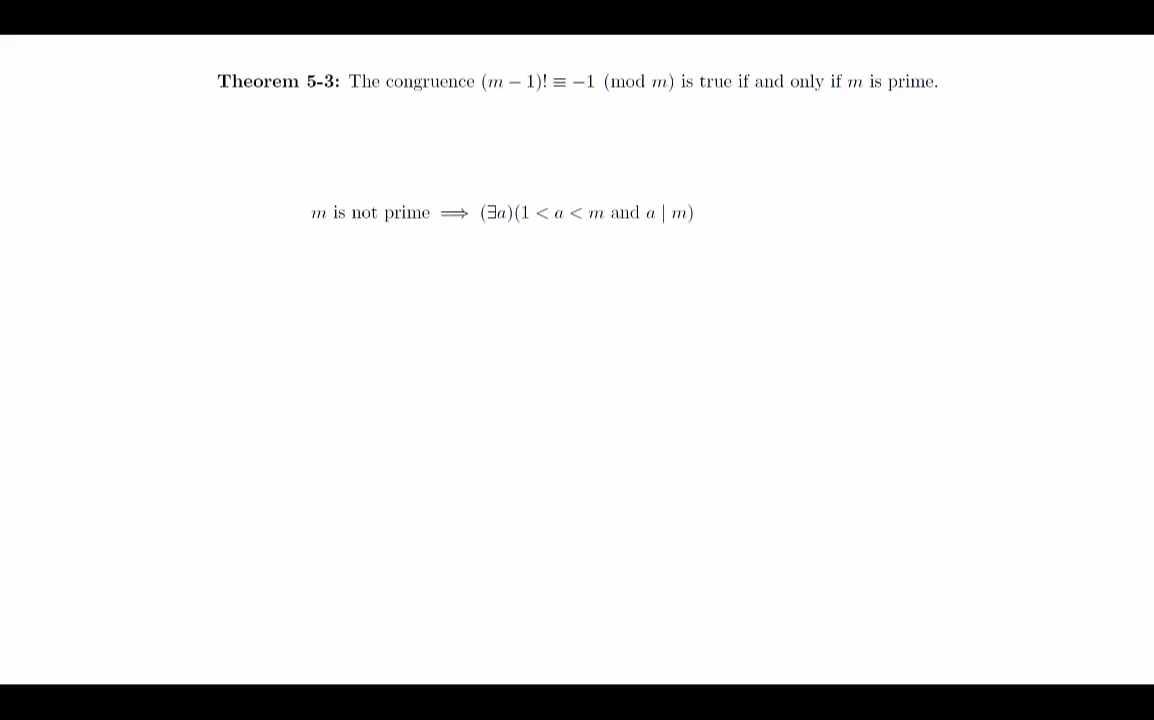 Theorem 5-3: The congruence (m − 1)! ≡ −1 (mod m) is true if and only if m is prime.
m is not prime ⟹ (∃a)(1 < a < m and a | m)